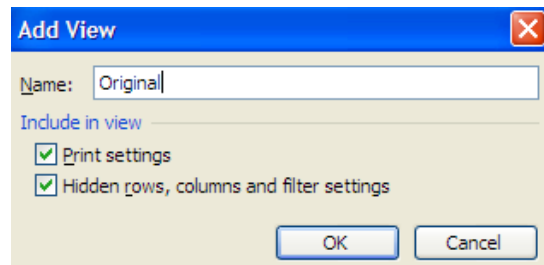 Add View
Name: Original
Include in view
Print settings
Hidden rows, columns and filter settings
OK Cancel